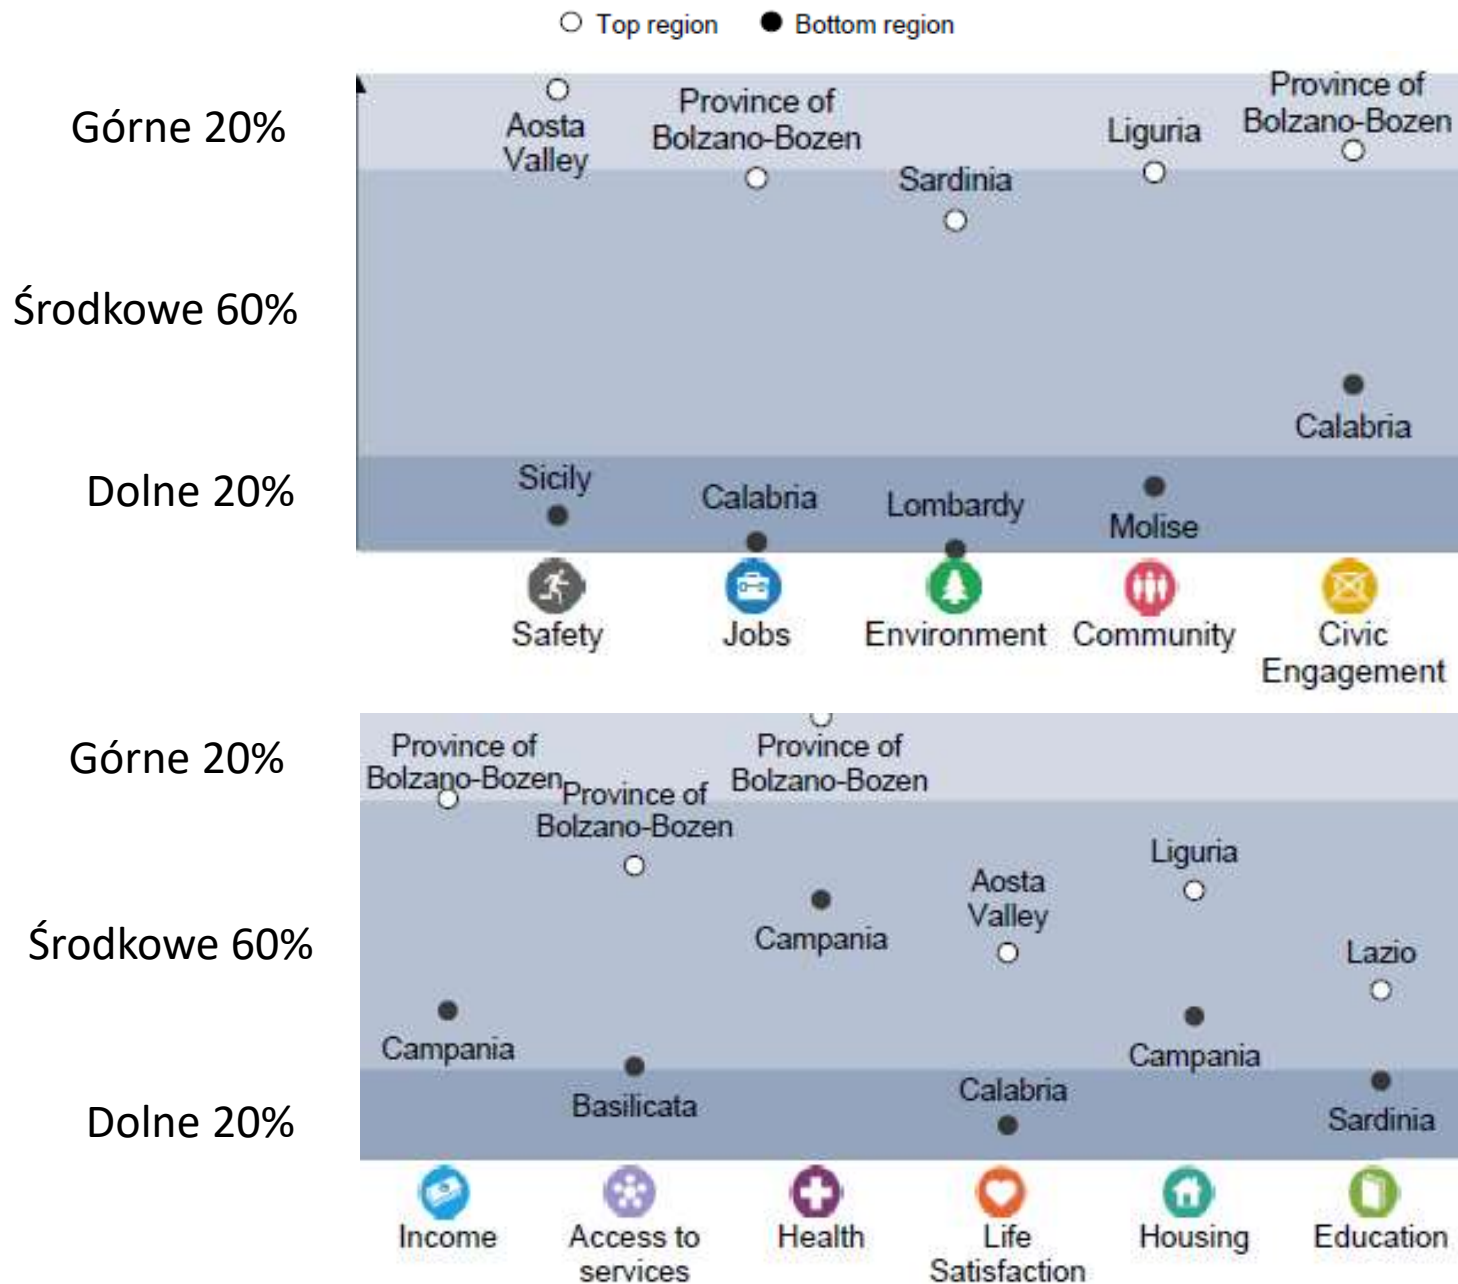 Top region
Bottom region
Górne 20%
Środkowe 60%
Dolne 20%
Aosta
Valley
Province of
Bolzano-Bozen
Sardinia
Liguria
Province of
Bolzano-Bozen
Sicily
Calabria
Lombardy
Molise
Calabria
Safety
Jobs
Environment
Community
Civic
Engagement
Górne 20%
Środkowe 60%
Dolne 20%
Province of
Bolzano-Bozen
Province of
Bolzano-Bozen
Province of
Bolzano-Bozen
Aosta
Valley
Liguria
Lazio
Campania
Basilicata
Campania
Calabria
Campania
Sardinia
Income
Access to
services
Health
Life
Satisfaction
Housing
Education